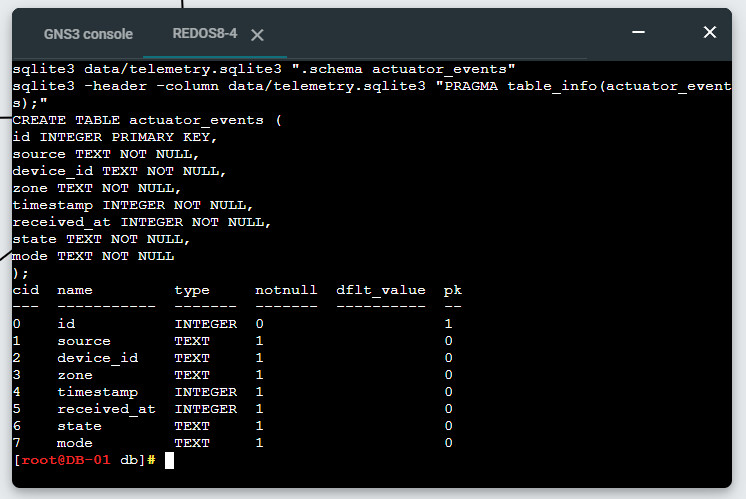 GNS3 console REDOS8-4
sqlite3 data/telemetry.sqlite3 ".schema actuator_events"
sqlite3 -header -column data/telemetry.sqlite3 "PRAGMA table_info(actuator_event
s);"
CREATE TABLE actuator_events (
id INTEGER PRIMARY KEY,
source TEXT NOT NULL,
device_id TEXT NOT NULL,
zone TEXT NOT NULL,
timestamp INTEGER NOT NULL,
received_at INTEGER NOT NULL,
state TEXT NOT NULL,
mode TEXT NOT NULL
);
cid  name         type     notnull  dflt_value  pk
---  -----------  -------  -------  ----------  --
0    id           INTEGER  0                    1
1    source       TEXT     1                    0
2    device_id    TEXT     1                    0
3    zone         TEXT     1                    0
4    timestamp    INTEGER  1                    0
5    received_at  INTEGER  1                    0
6    state        TEXT     1                    0
7    mode         TEXT     1                    0
[root@DB-01 db]#